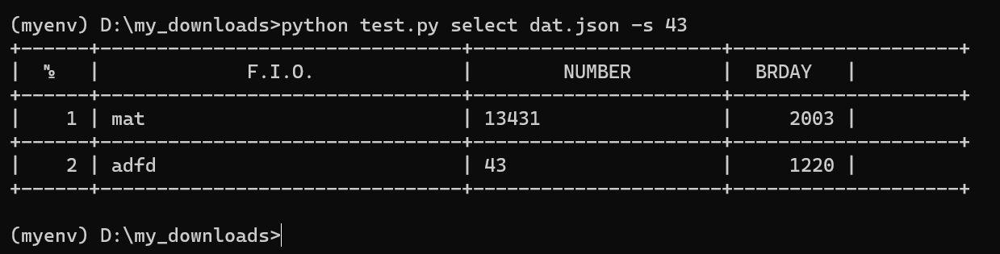 (myenv) D:\my_downloads>python test.py select dat.json -s 43
+------+--------------------------------+----------------------+--------------------+
|  №   |             F.I.O.             |        NUMBER        |  BRDAY   |
+------+--------------------------------+----------------------+--------------------+
|    1 | mat                            | 13431                |     2003 |
+------+--------------------------------+----------------------+--------------------+
|    2 | adfd                           | 43                   |     1220 |
+------+--------------------------------+----------------------+--------------------+
(myenv) D:\my_downloads>